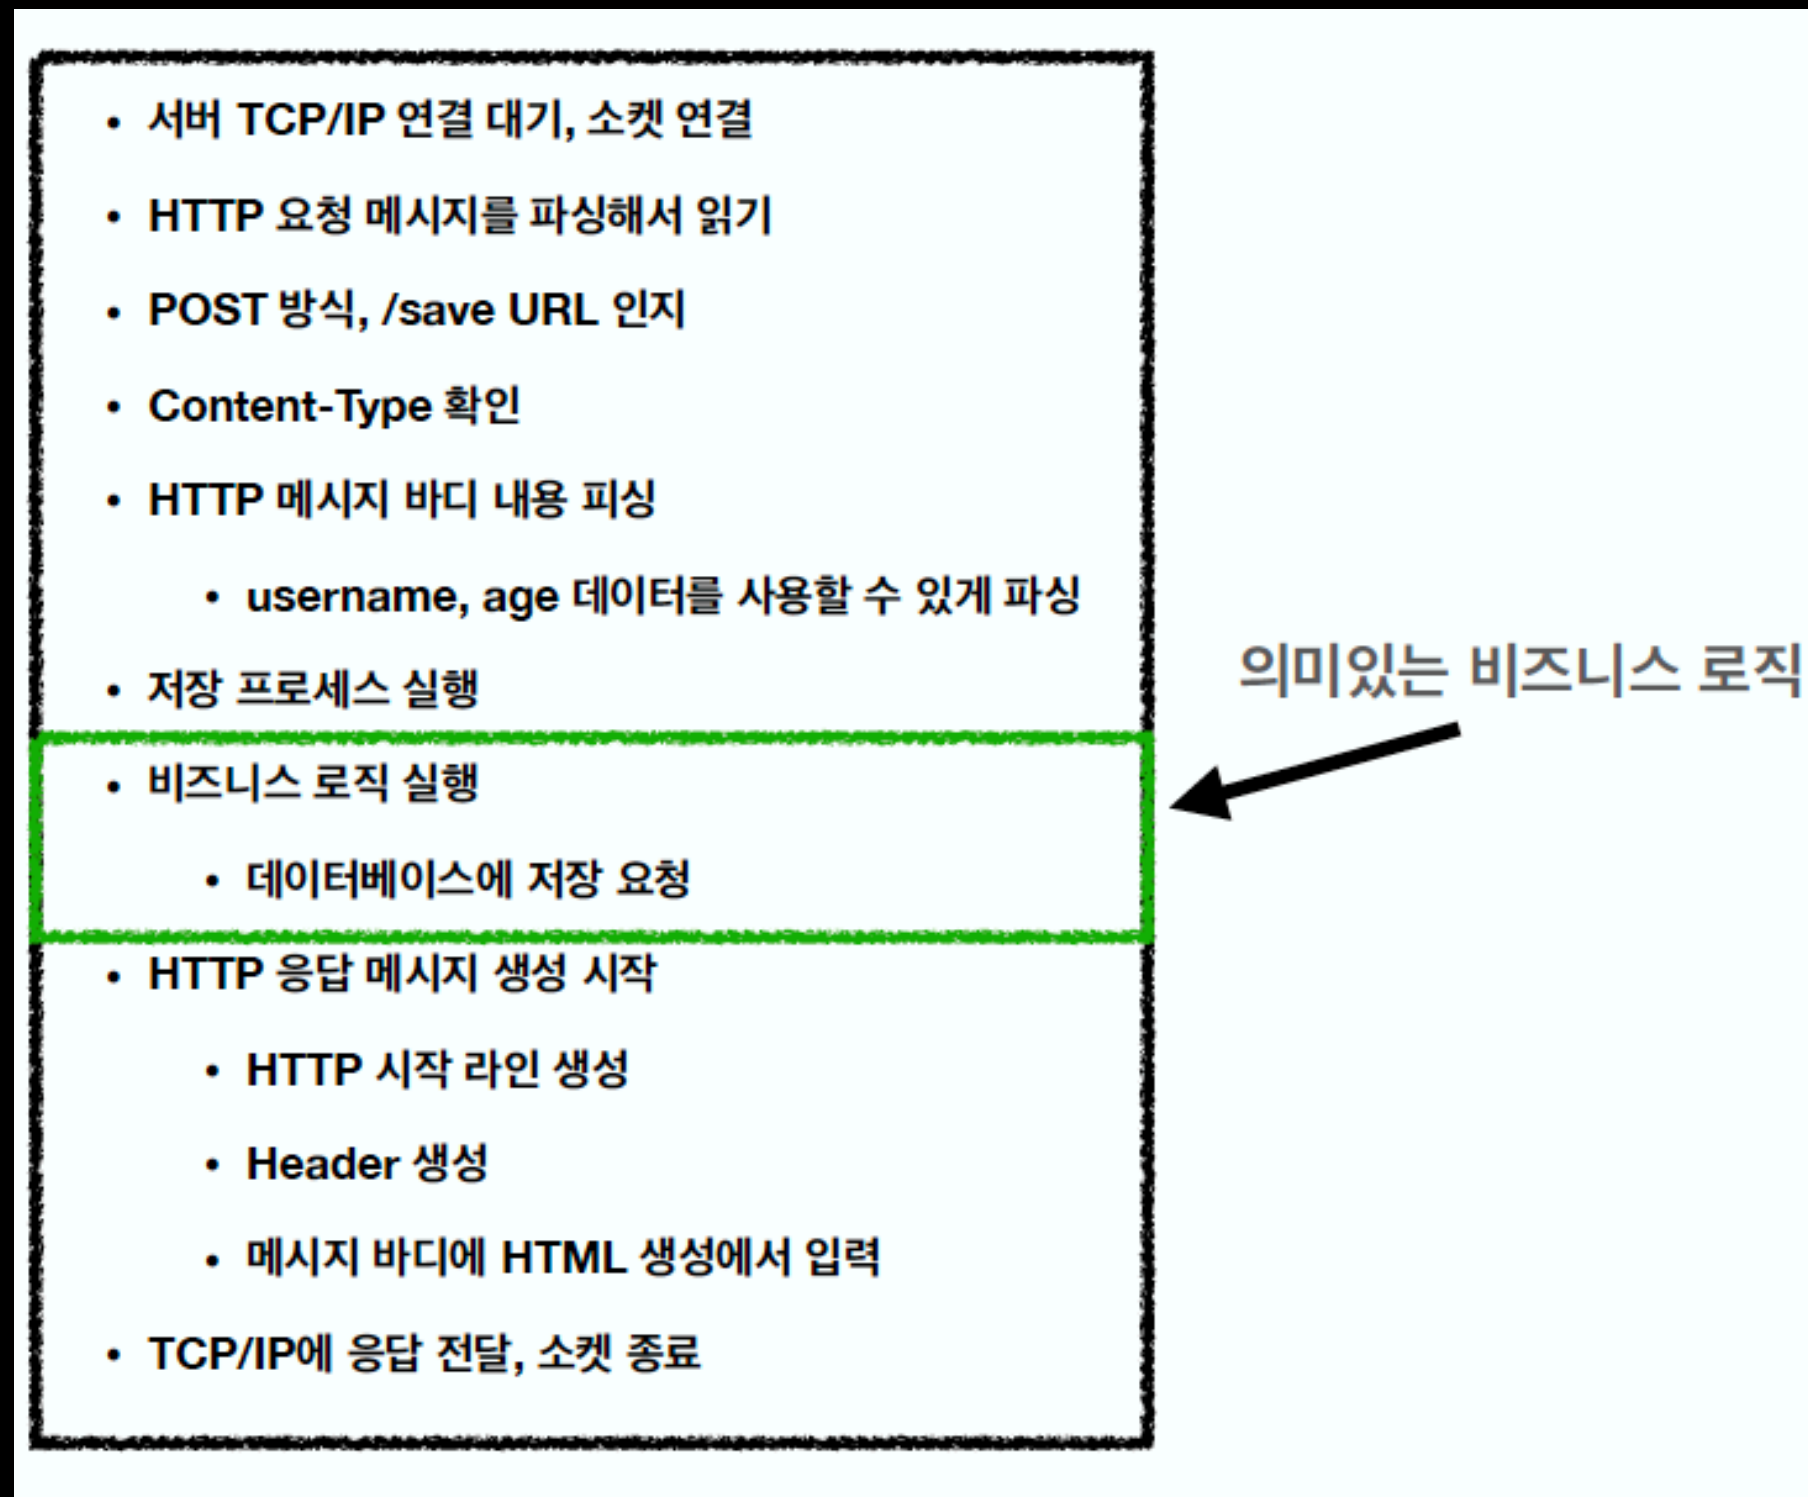 • 서버 TCP/IP 연결 대기, 소켓 연결
• HTTP 요청 메시지를 파싱해서 읽기
• POST 방식, /save URL 인지
• Content-Type 확인
• HTTP 메시지 바디 내용 피싱
• username, age 데이터를 사용할 수 있게 파싱
• 저장 프로세스 실행
의미있는 비즈니스 로직
• 비즈니스 로직 실행
• 데이터베이스에 저장 요청
• HTTP 응답 메시지 생성 시작
• HTTP 시작 라인 생성
• Header 생성
• 메시지 바디에 HTML 생성에서 입력
• TCP/IP에 응답 전달, 소켓 종료